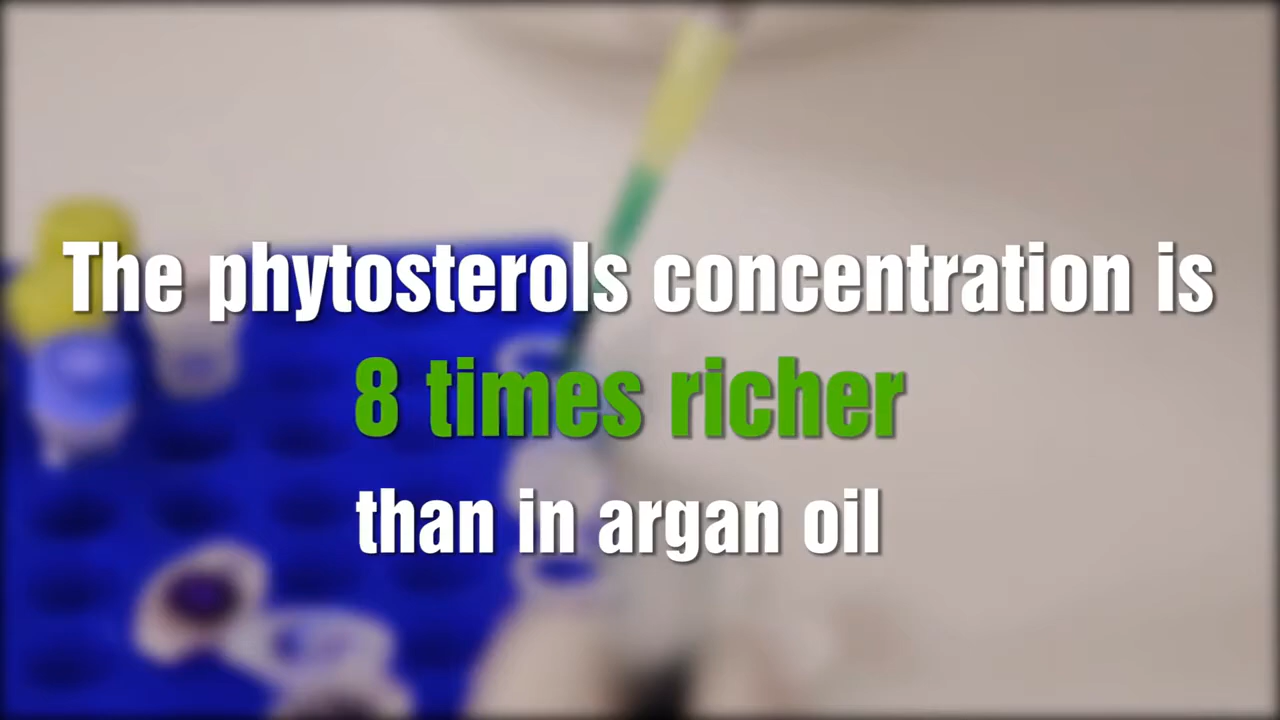 The phytosterols concentration is
8 times richer
than in argan oil